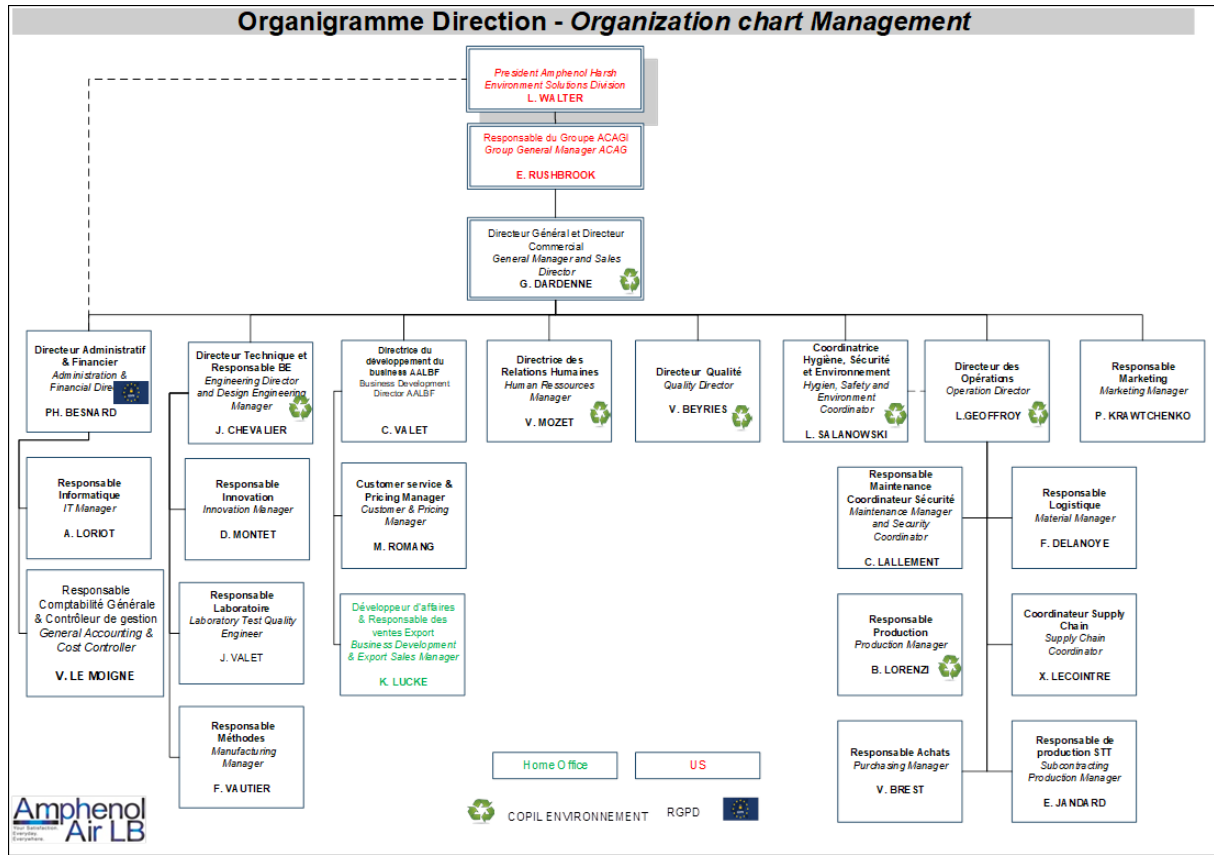 Organigramme Direction - Organization chart Management
President Amphenol Harsh
Environment Solutions Division
L. WALTER
Responsable du Groupe ACAGI
Group General Manager ACAG
E. RUSHBROOK
Directeur Général et Directeur
Commercial
General Manager and Sales
Director
G. DARDENNE
Directeur Administratif
& Financier
Administration &
Financial Dire
PH. BESNARD
Directeur Technique et
Responsable BE
Engineering Director
and Design Engineering
Manager
J. CHEVALIER
Directrice du
développement du
business AALBF
Business Development
Director AALBF
C. VALET
Directrice des
Relations Humaines
Human Ressources
Manager
V. MOZET
Directeur Qualité
Quality Director
V. BEYRIES
Coordinatrice
Hygiène, Sécurité
et Environnement
Hygien, Safety and
Environment
Coordinator
L. SALANOWSKI
Directeur des
Opérations
Operation Director
L.GEOFFROY
Responsable
Marketing
Marketing Manager
P. KRAWTCHENKO
Responsable
Informatique
IT Manager
A. LORIOT
Responsable
Innovation
Innovation Manager
D. MONTET
Customer service &
Pricing Manager
Customer & Pricing
Manager
M. ROMANG
Responsable
Maintenance
Coordinateur Sécurité
Maintenance Manager
and Security
Coordinator
C. LALLEMENT
Responsable
Logistique
Material Manager
F. DELANOYE
Responsable
Comptabilité Générale
& Contrôleur de gestion
General Accounting &
Cost Controller
V. LE MOIGNE
Responsable
Laboratoire
Laboratory Test Quality
Engineer
J. VALET
Développeur d'affaires
& Responsable des
ventes Export
Business Development
& Export Sales Manager
K. LUCKE
Responsable
Production
Production Manager
B. LORENZI
Coordinateur Supply
Chain
Supply Chain
Coordinator
X. LECOINTRE
Responsable
Méthodes
Manufacturing
Manager
F. VAUTIER
Responsable Achats
Purchasing Manager
V. BREST
Responsable de
production STT
Subcontracting
Production Manager
E. JANDARD
Home Office
US
COPIL ENVIRONNEMENT
RGPD
Amphenol
Your Satisfaction.
Everyday.
Everywhere.
Air LB